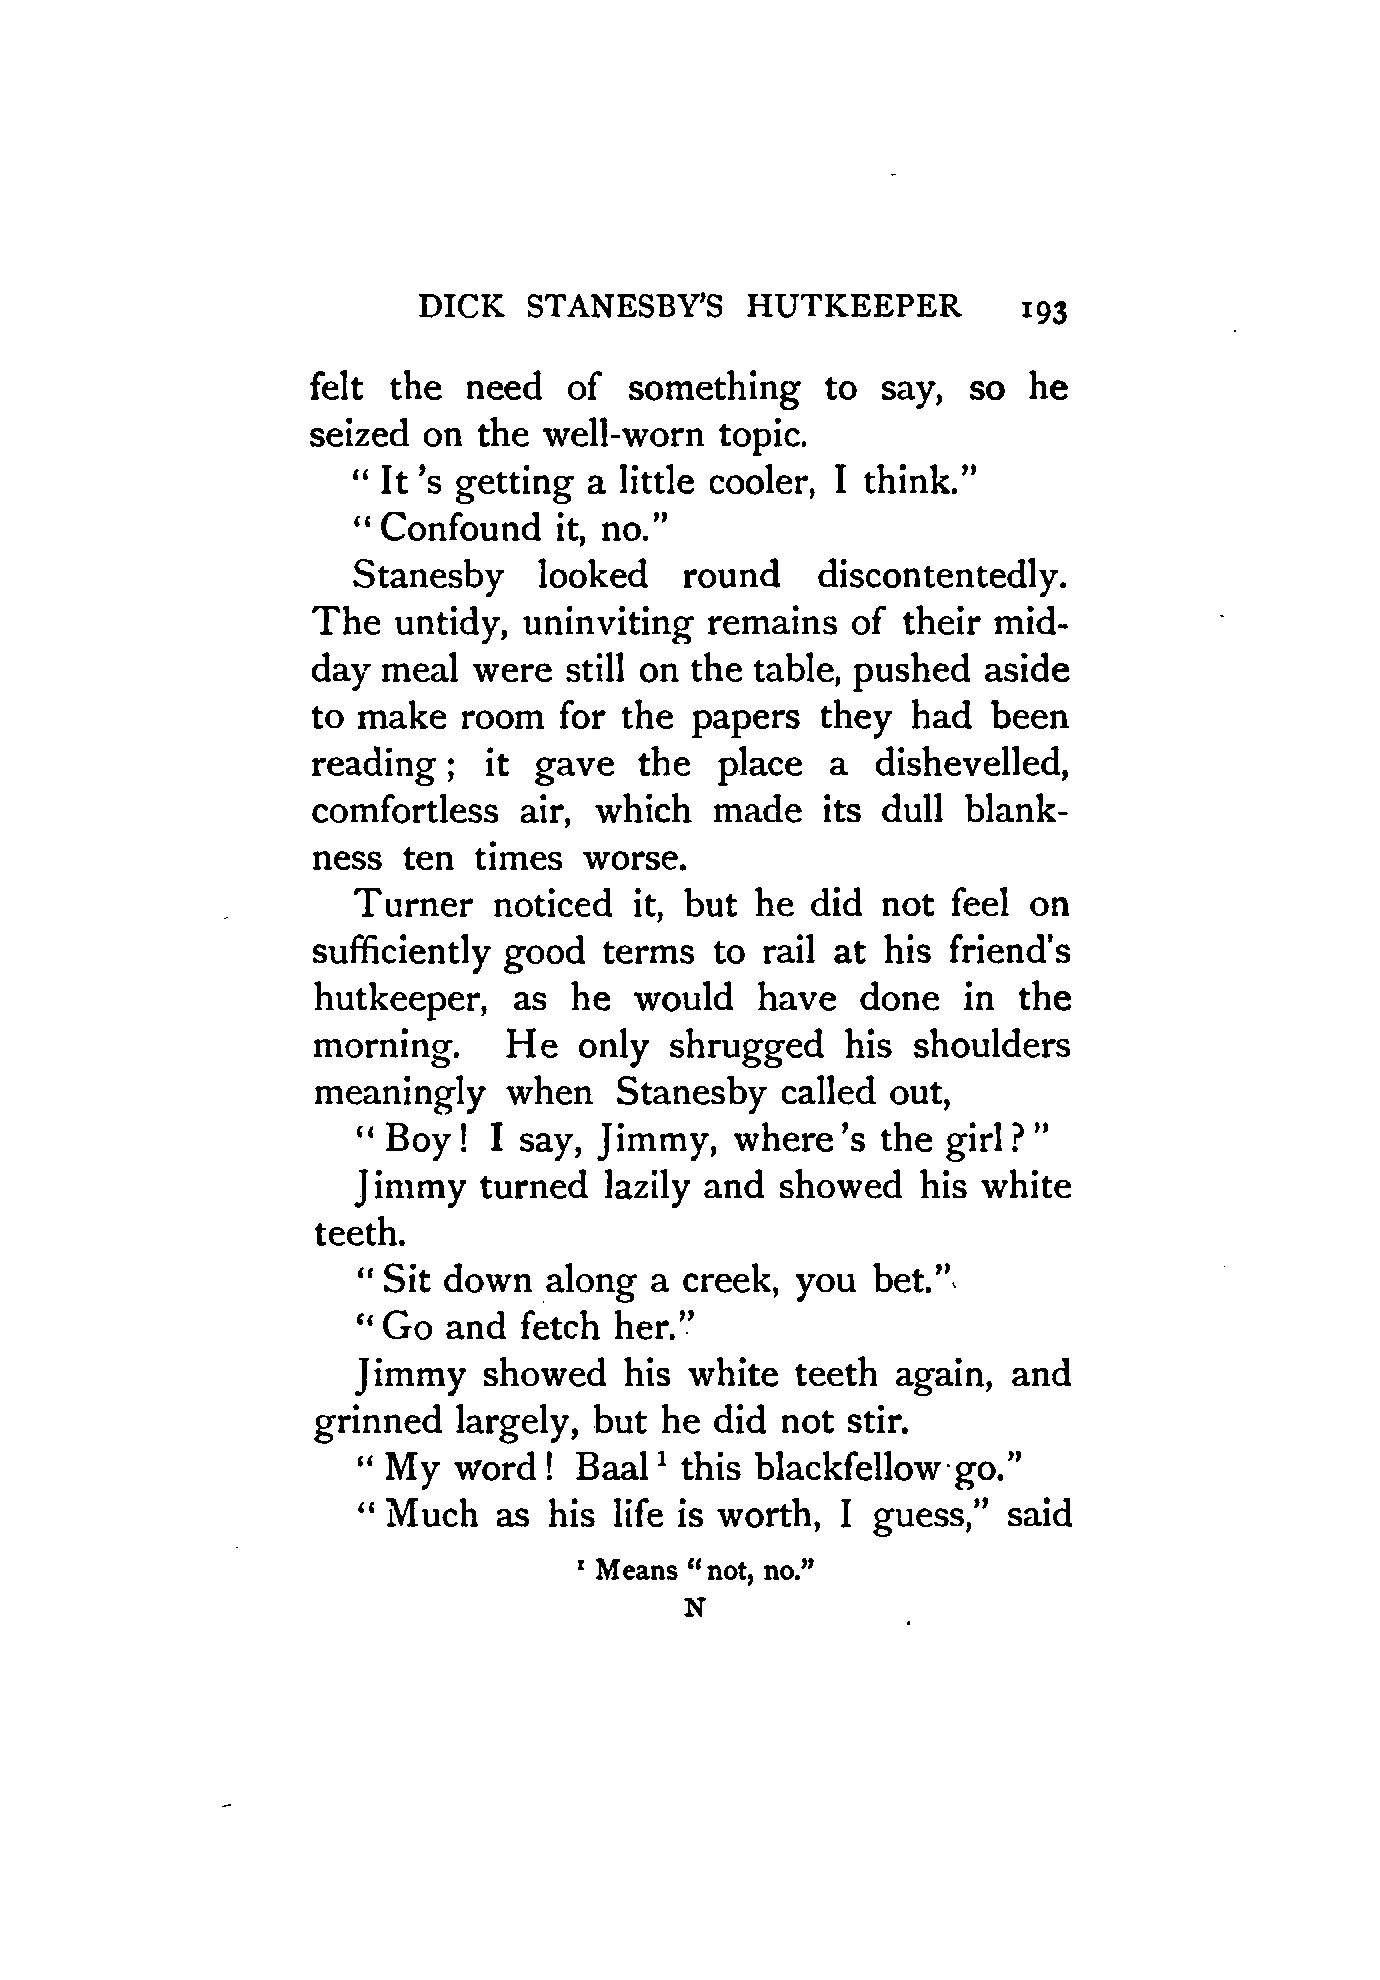 DICK STANESBY'S HUTKEEPER 193
felt the need of something to say, so he
seized on the well-worn topic.
" It 's getting a little cooler, I think."
" Confound it, no."
Stanesby looked round discontentedly.
The untidy, uninviting remains of their mid-
day meal were still on the table, pushed aside
to make room for the papers they had been
reading ; it gave the place a dishevelled,
comfortless air, which made its dull blank-
ness ten times worse.
Turner noticed it, but he did not feel on
sufficiently good terms to rail at his friend's
hutkeeper, as he would have done in the
morning. He only shrugged his shoulders
meaningly when Stanesby called out,
" Boy ! I say, Jimmy, where 's the girl ? "
Jimmy turned lazily and showed his white
teeth.
" Sit down along a creek, you bet."
" Go and fetch her."
Jimmy showed his white teeth again, and
grinned largely, but he did not stir.
" My word ! Baal ¹ this blackfellow go."
" Much as his life is worth, I guess," said
¹ Means " not, no."
N